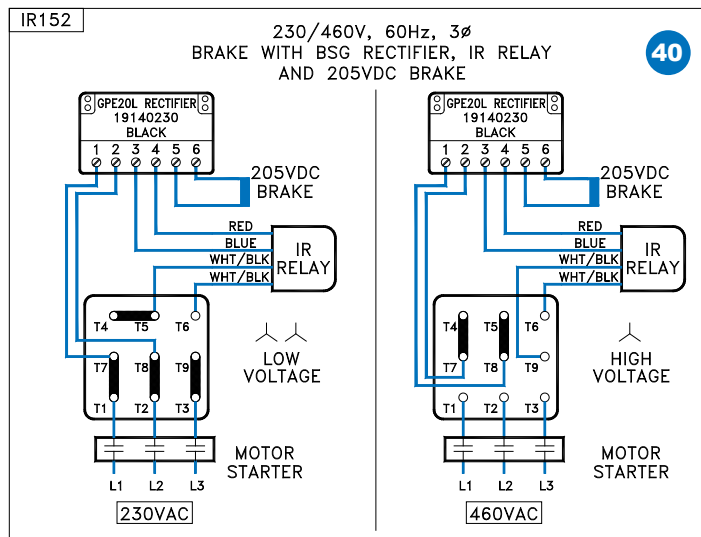 IR152
230/460V, 60Hz, 3ø
BRAKE WITH BSG RECTIFIER, IR RELAY
AND 205VDC BRAKE
40
GPE20L RECTIFIER
19140230
BLACK
1 2 3 4 5 6
205VDC
BRAKE
RED
BLUE
WHT/BLK
WHT/BLK
IR
RELAY
T4 T5 T6
T7 T8 T9
T1 T2 T3
LOW
VOLTAGE
MOTOR
STARTER
L1 L2 L3
230VAC
GPE20L RECTIFIER
19140230
BLACK
1 2 3 4 5 6
205VDC
BRAKE
RED
BLUE
WHT/BLK
WHT/BLK
IR
RELAY
T4 T5 T6
T7 T8 T9
T1 T2 T3
HIGH
VOLTAGE
MOTOR
STARTER
L1 L2 L3
460VAC